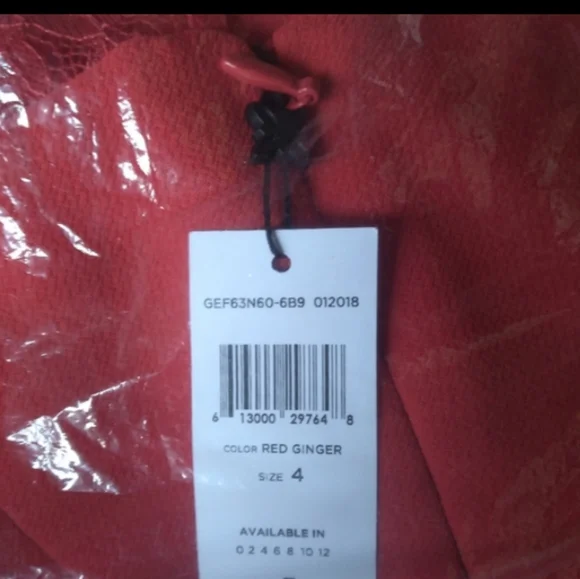 GEF63N60-6B9 012018
6 13000 29764 8
COLOR RED GINGER
SIZE 4
AVAILABLE IN
0 2 4 6 8 10 12